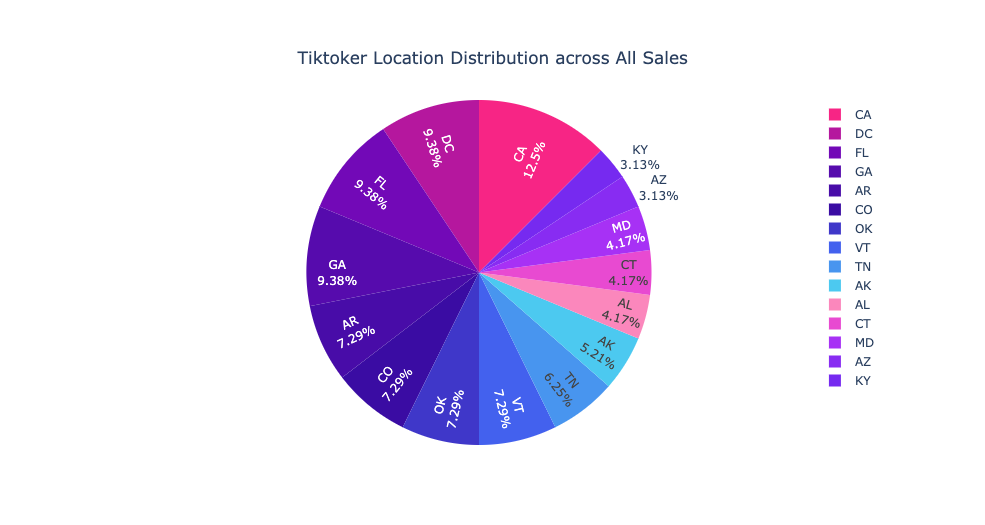 Tiktoker Location Distribution across All Sales
CA
12.5%
KY
3.13%
AZ
3.13%
MD
4.17%
CT
4.17%
AL
4.17%
AK
5.21%
TN
6.25%
VT
7.29%
OK
7.29%
CO
7.29%
AR
7.29%
GA
9.38%
FL
9.38%
DC
9.38%
CA
DC
FL
GA
AR
CO
OK
VT
TN
AK
AL
CT
MD
AZ
KY